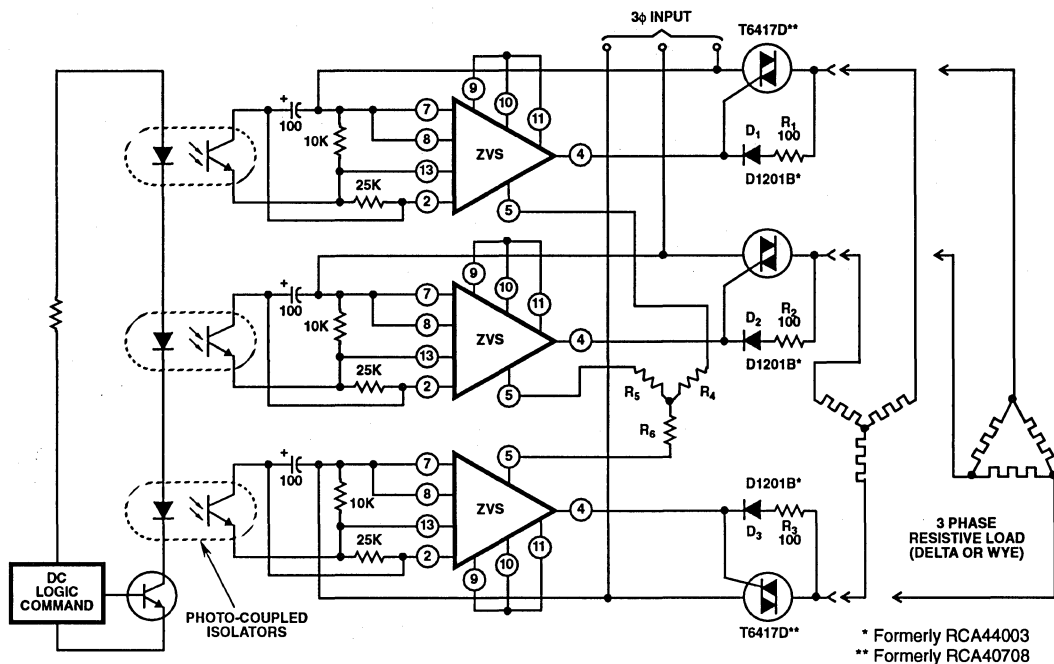 3ϕ INPUT
T6417D**
+
100
10K
25K
7
8
13
2
9
10
11
ZVS
4
5
D1
R1
100
D1201B*
+
100
10K
25K
7
8
13
2
9
10
11
ZVS
4
5
D2
R2
100
D1201B*
R5
R4
R6
+
100
10K
25K
7
8
13
2
5
ZVS
4
9
10
11
D1201B*
D3
R3
100
T6417D**
DC
LOGIC
COMMAND
PHOTO-COUPLED
ISOLATORS
3 PHASE
RESISTIVE LOAD
(DELTA OR WYE)
* Formerly RCA44003
** Formerly RCA40708